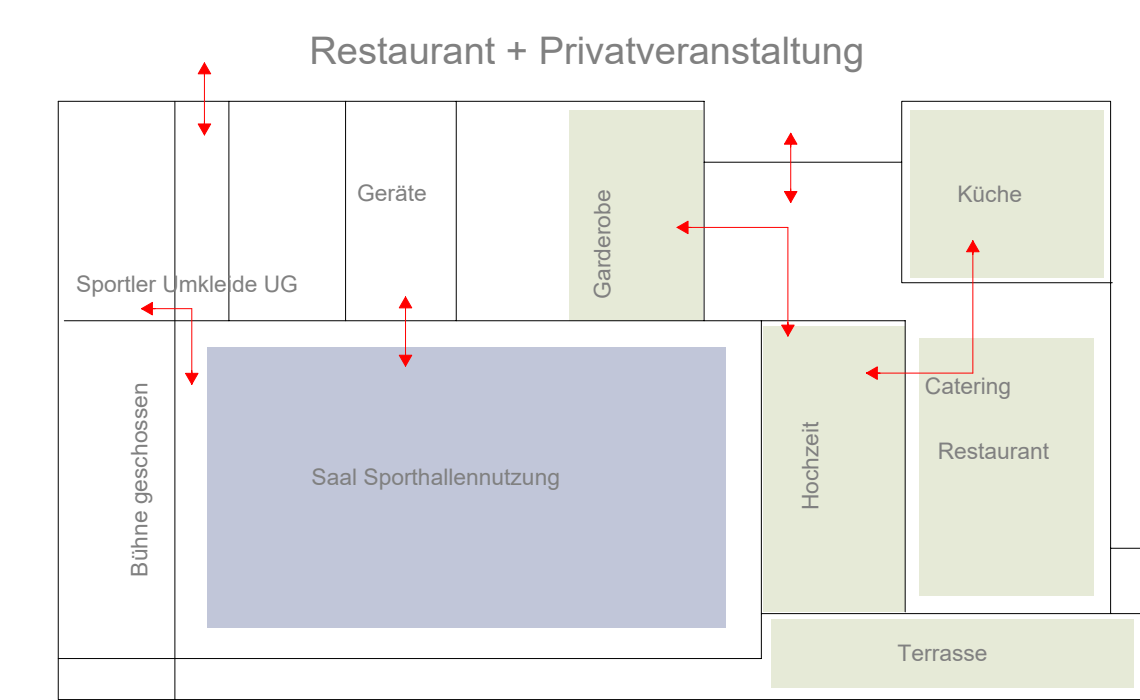 Restaurant + Privatveranstaltung
Geräte
Garderobe
Küche
Sportler Umkleide UG
Bühne geschossen
Saal Sporthallennutzung
Hochzeit
Catering
Restaurant
Terrasse